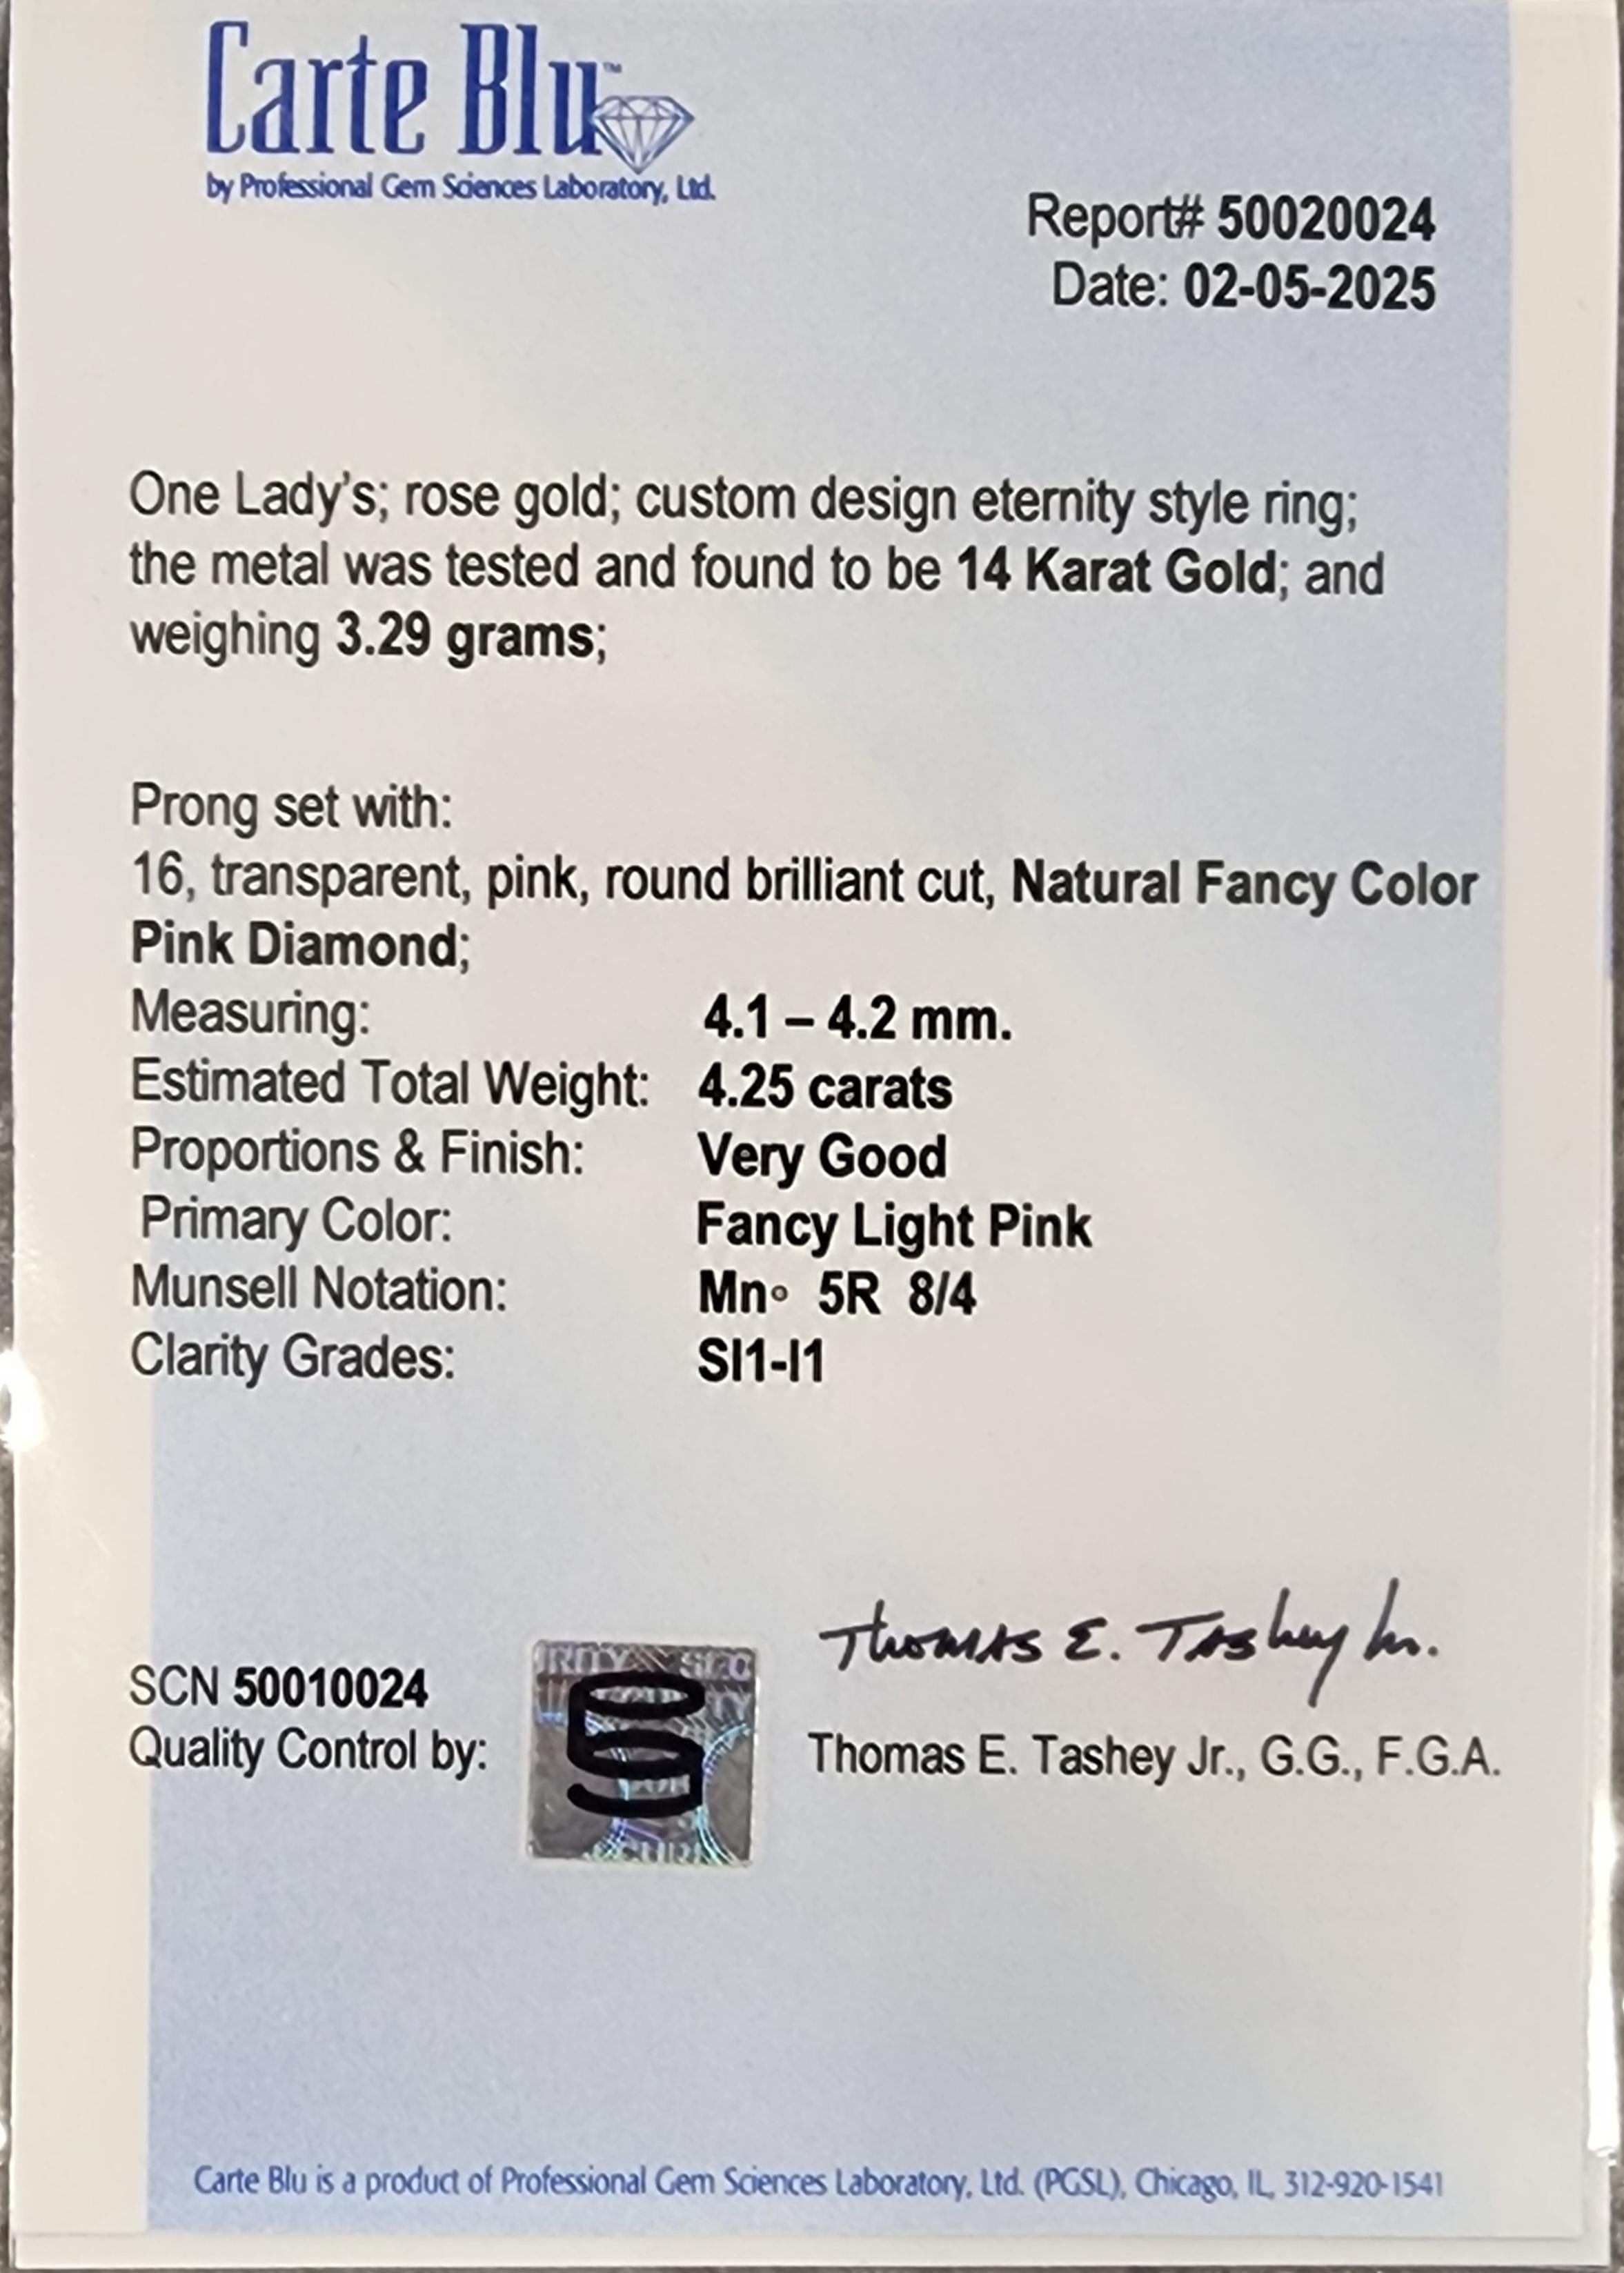 Carte Blu™
by Professional Gem Sciences Laboratory, Ltd.
Report# 50020024
Date: 02-05-2025
One Lady's; rose gold; custom design eternity style ring;
the metal was tested and found to be 14 Karat Gold; and
weighing 3.29 grams;
Prong set with:
16, transparent, pink, round brilliant cut, Natural Fancy Color
Pink Diamond;
Measuring: 4.1 – 4.2 mm.
Estimated Total Weight: 4.25 carats
Proportions & Finish: Very Good
Primary Color: Fancy Light Pink
Munsell Notation: Mn∘ 5R 8/4
Clarity Grades: SI1-I1
Thomas E. Tashey Jr.
SCN 50010024
Quality Control by:
Thomas E. Tashey Jr., G.G., F.G.A.
Carte Blu is a product of Professional Gem Sciences Laboratory, Ltd. (PGSL), Chicago, IL, 312-920-1541